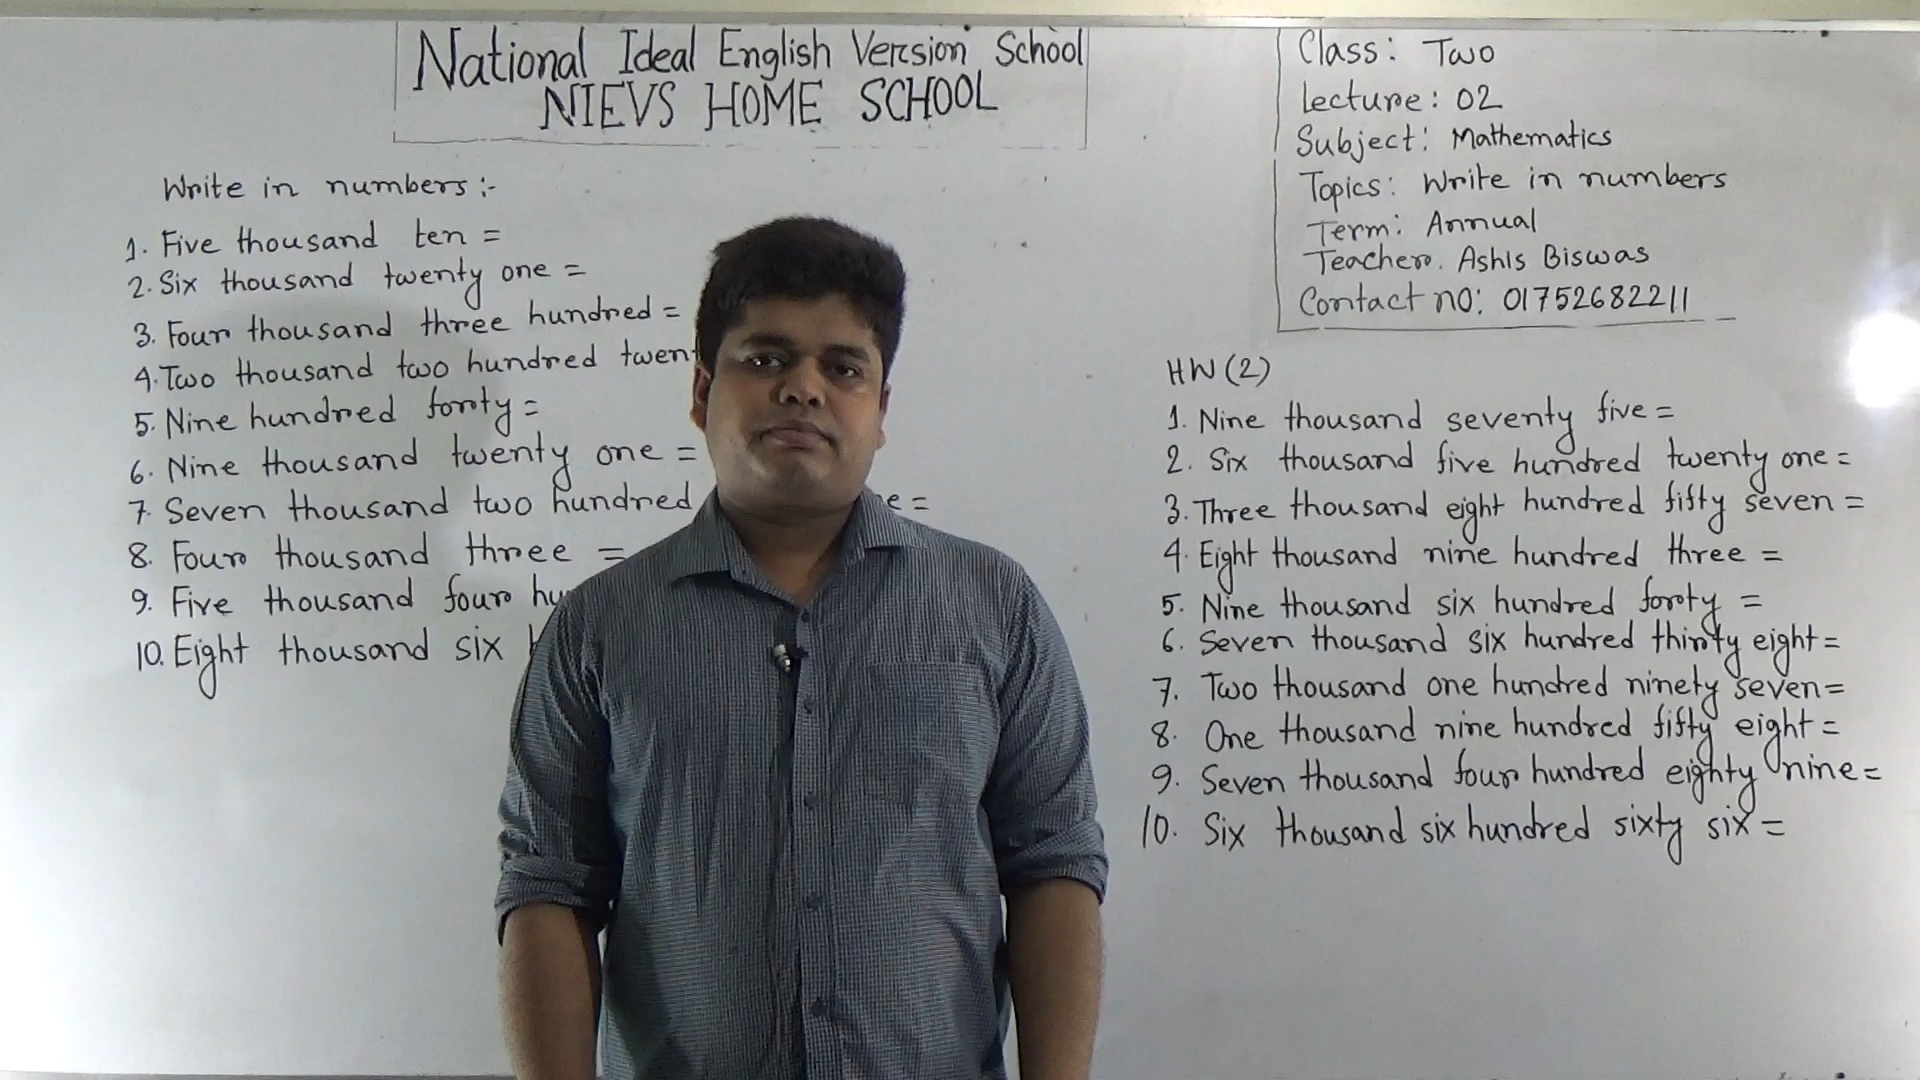 National Ideal English Version School
NIEVS HOME SCHOOL
Write in numbers:-
1. Five thousand ten =
2. Six thousand twenty one =
3. Four thousand three hundred =
4. Two thousand two hundred
5. Nine hundred forty =
6. Nine thousand twenty one =
7. Seven thousand two hundred
8. Four thousand three =
9. Five thousand four
10. Eight thousand six
Class: Two
Lecture: 02
Subject: Mathematics
Topics: Write in numbers
Term: Annual
Teacher. Ashis Biswas
Contact no: 01752682211
HW (2)
1. Nine thousand seventy five =
2. Six thousand five hundred twenty one =
3. Three thousand eight hundred fifty seven =
4. Eight thousand nine hundred three =
5. Nine thousand six hundred forty =
6. Seven thousand six hundred thirty eight =
7. Two thousand one hundred ninety seven =
8. One thousand nine hundred fifty eight =
9. Seven thousand four hundred eighty nine =
10. Six thousand six hundred sixty six =